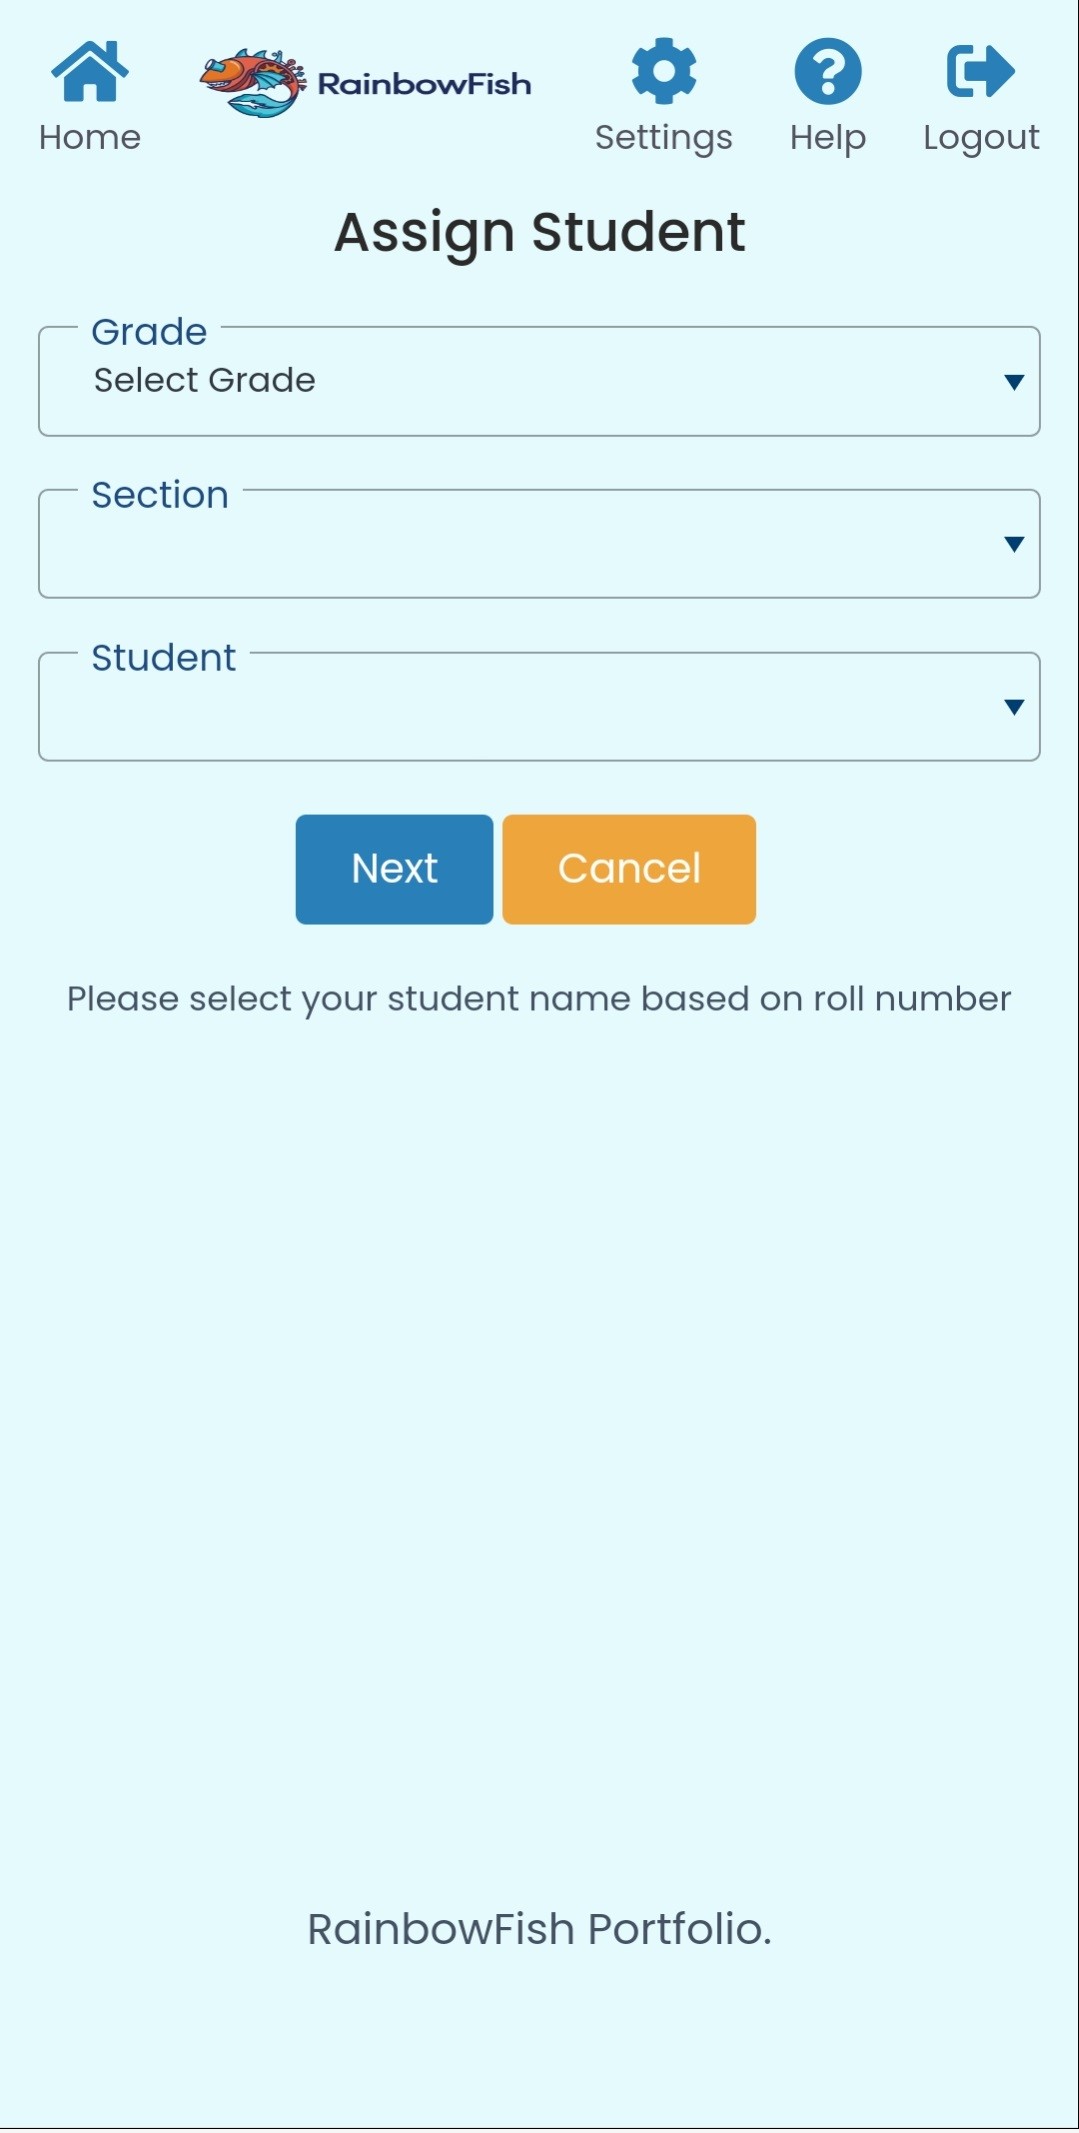 Home
RainbowFish
Settings
Help
Logout
Assign Student
Grade
Select Grade
Section
Student
Next
Cancel
Please select your student name based on roll number
RainbowFish Portfolio.